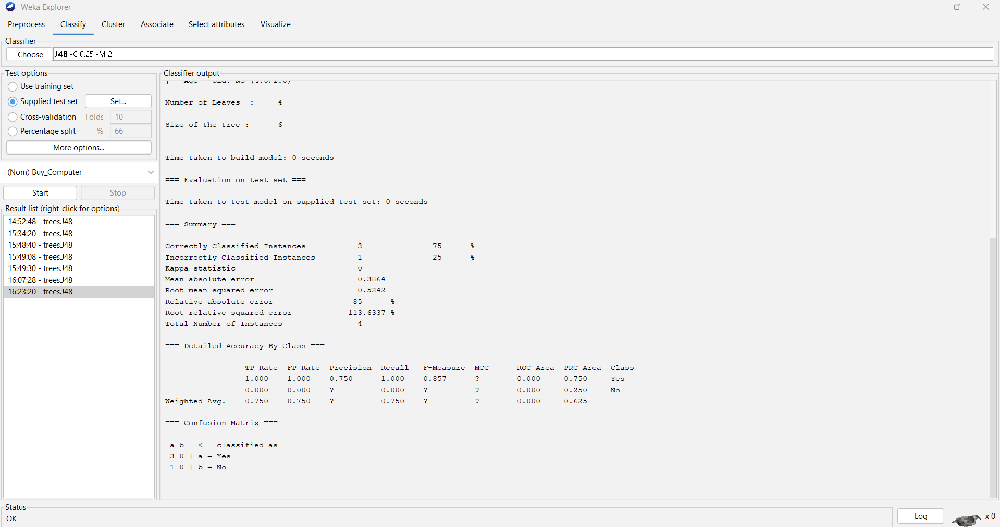 Weka Explorer
Preprocess Classify Cluster Associate Select attributes Visualize
Classifier
Choose J48 -C 0.25 -M 2
Test options
Use training set
Supplied test set Set...
Cross-validation Folds 10
Percentage split % 66
More options...
(Nom) Buy_Computer
Start Stop
Result list (right-click for options)
14:52:48 - trees.J48
15:34:20 - trees.J48
15:48:40 - trees.J48
15:49:08 - trees.J48
15:49:30 - trees.J48
16:07:28 - trees.J48
16:23:20 - trees.J48
Classifier output
| Age = Old: No (4.0/1.0)
Number of Leaves : 4
Size of the tree : 6
Time taken to build model: 0 seconds
=== Evaluation on test set ===
Time taken to test model on supplied test set: 0 seconds
=== Summary ===
Correctly Classified Instances 3 75 %
Incorrectly Classified Instances 1 25 %
Kappa statistic 0
Mean absolute error 0.3864
Root mean squared error 0.5242
Relative absolute error 85 %
Root relative squared error 113.6337 %
Total Number of Instances 4
=== Detailed Accuracy By Class ===
TP Rate FP Rate Precision Recall F-Measure MCC ROC Area PRC Area Class
1.000 1.000 0.750 1.000 0.857 ? 0.000 0.750 Yes
0.000 0.000 ? 0.000 ? ? 0.000 0.250 No
Weighted Avg. 0.750 0.750 ? 0.750 ? ? 0.000 0.625
=== Confusion Matrix ===
a b <-- classified as
3 0 | a = Yes
1 0 | b = No
Status
OK
Log x 0